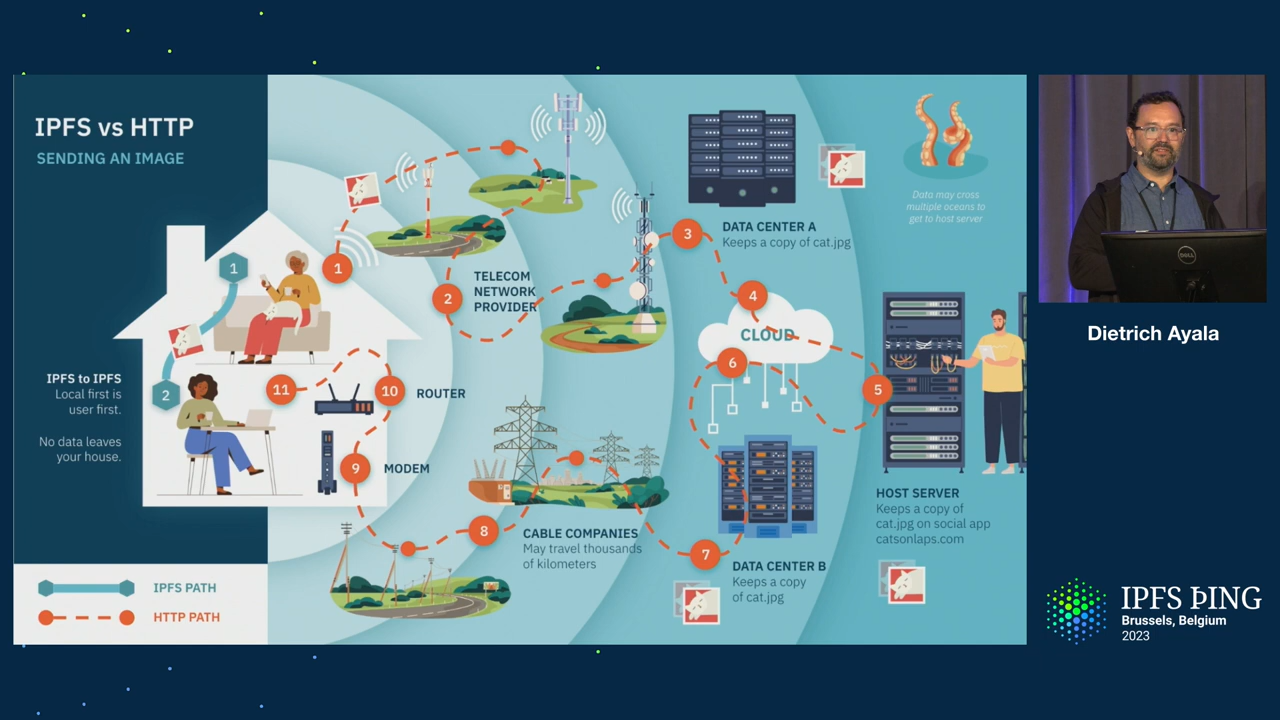 IPFS vs HTTP
SENDING AN IMAGE
1
2
IPFS to IPFS
Local first is
user first.
No data leaves
your house.
1
2
TELECOM
NETWORK
PROVIDER
3
DATA CENTER A
Keeps a copy of cat.jpg
Data may cross
multiple oceans to
get to host server
4
CLOUD
5
6
HOST SERVER
Keeps a copy of
cat.jpg on social app
catsonlaps.com
7
DATA CENTER B
Keeps a copy
of cat.jpg
8
CABLE COMPANIES
May travel thousands
of kilometers
9
MODEM
10
ROUTER
11
IPFS PATH
HTTP PATH
DELL
Dietrich Ayala
IPFS ÞING
Brussels, Belgium
2023